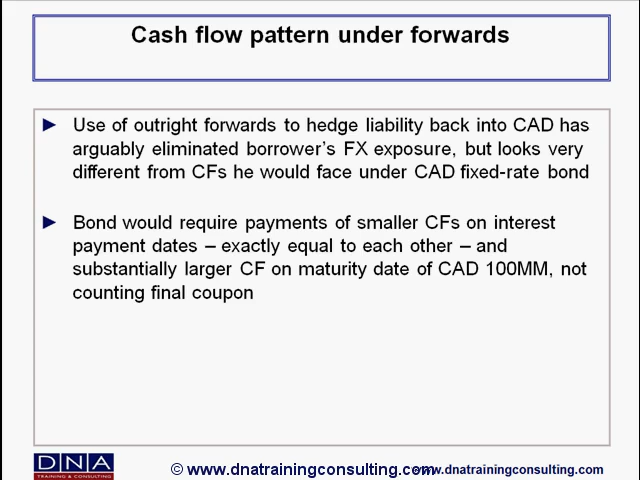 Cash flow pattern under forwards
► Use of outright forwards to hedge liability back into CAD has
arguably eliminated borrower's FX exposure, but looks very
different from CFs he would face under CAD fixed-rate bond
► Bond would require payments of smaller CFs on interest
payment dates – exactly equal to each other – and
substantially larger CF on maturity date of CAD 100MM, not
counting final coupon
DNA
TRAINING & CONSULTING
© www.dnatrainingconsulting.com
www.dnatrainingconsulting.com